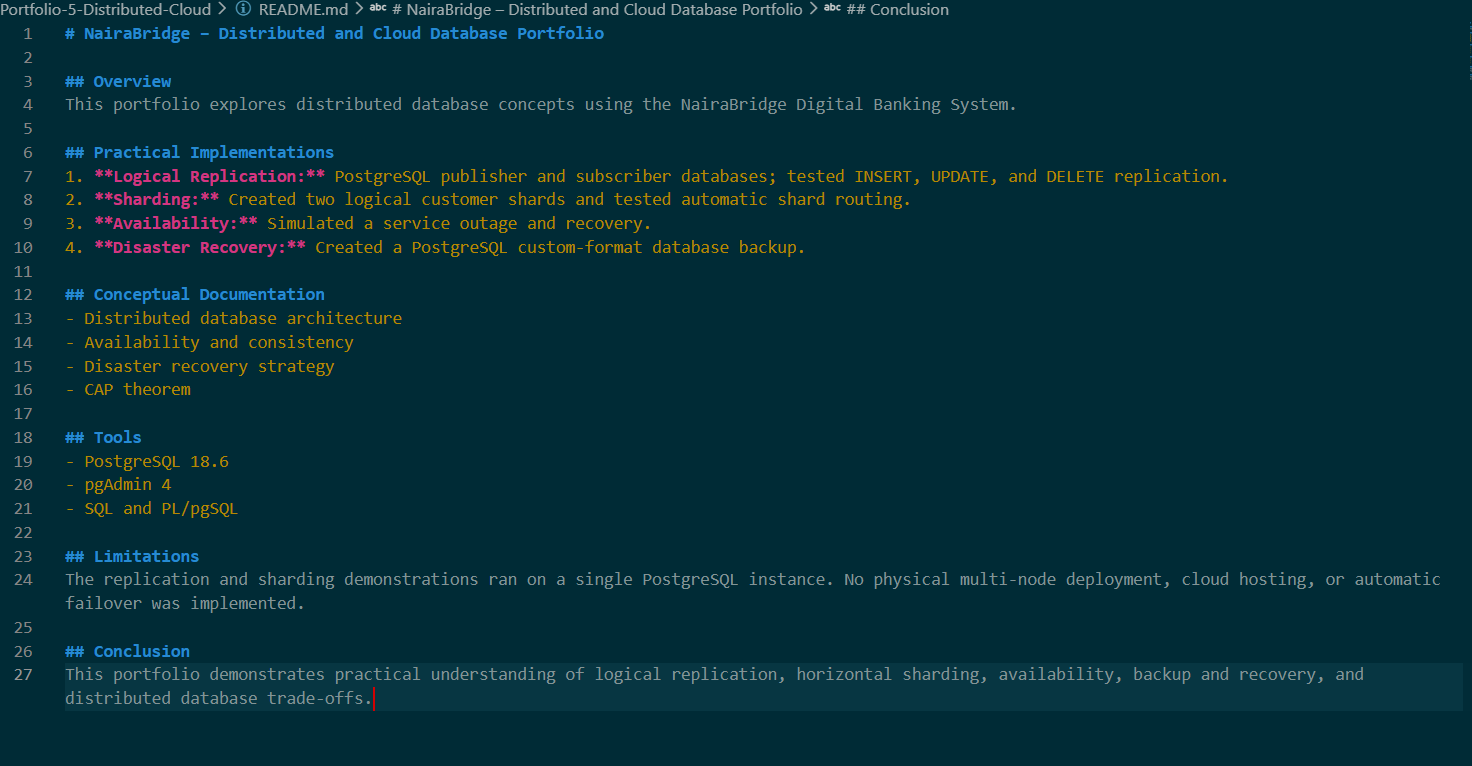 Portfolio-5-Distributed-Cloud > README.md > # NairaBridge – Distributed and Cloud Database Portfolio > ## Conclusion
1 # NairaBridge – Distributed and Cloud Database Portfolio
2
3 ## Overview
4 This portfolio explores distributed database concepts using the NairaBridge Digital Banking System.
5
6 ## Practical Implementations
7 1. **Logical Replication:** PostgreSQL publisher and subscriber databases; tested INSERT, UPDATE, and DELETE replication.
8 2. **Sharding:** Created two logical customer shards and tested automatic shard routing.
9 3. **Availability:** Simulated a service outage and recovery.
10 4. **Disaster Recovery:** Created a PostgreSQL custom-format database backup.
11
12 ## Conceptual Documentation
13 - Distributed database architecture
14 - Availability and consistency
15 - Disaster recovery strategy
16 - CAP theorem
17
18 ## Tools
19 - PostgreSQL 18.6
20 - pgAdmin 4
21 - SQL and PL/pgSQL
22
23 ## Limitations
24 The replication and sharding demonstrations ran on a single PostgreSQL instance. No physical multi-node deployment, cloud hosting, or automatic
failover was implemented.
25
26 ## Conclusion
27 This portfolio demonstrates practical understanding of logical replication, horizontal sharding, availability, backup and recovery, and
distributed database trade-offs.